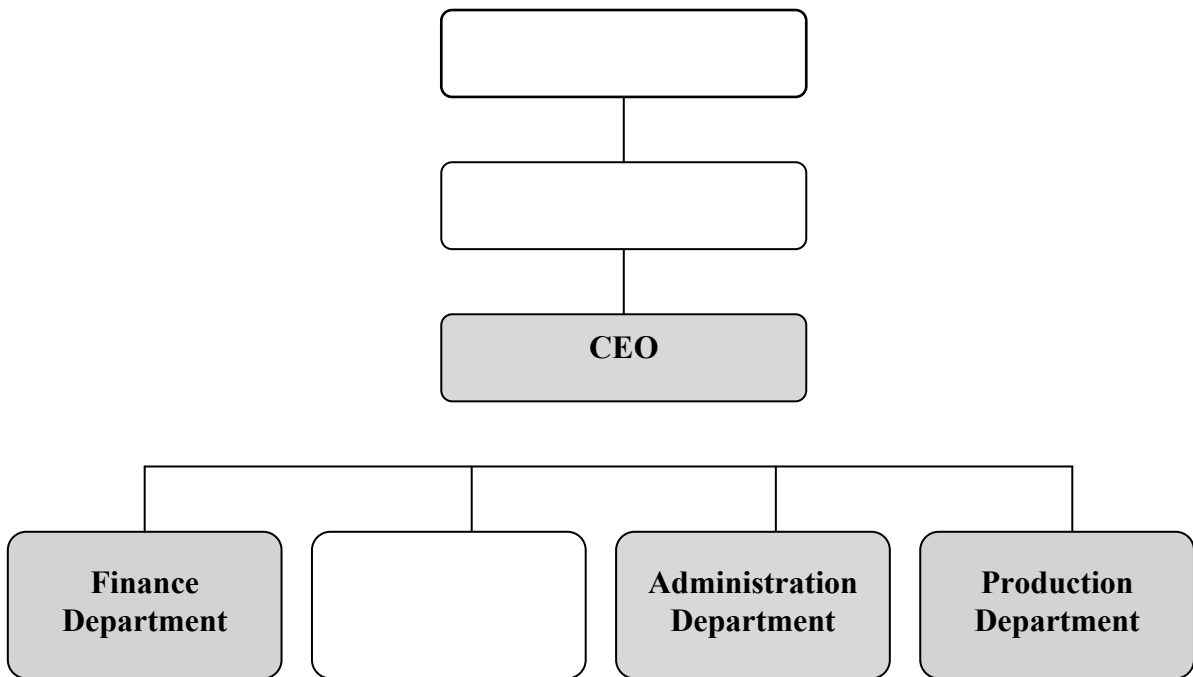 CEO
Finance
Department
Administration
Department
Production
Department